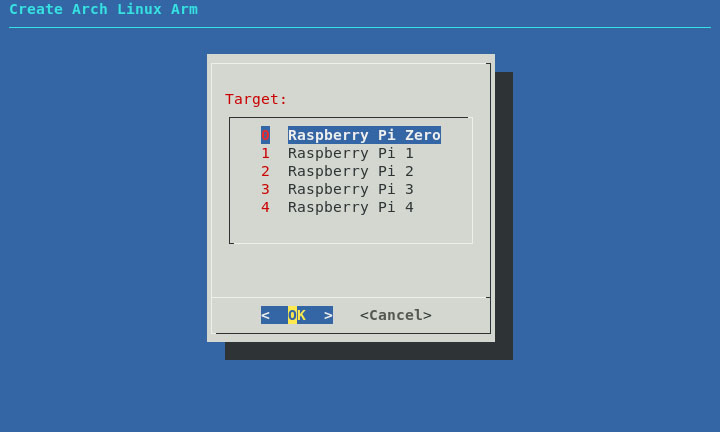 Create Arch Linux Arm
Target:
0 Raspberry Pi Zero
1 Raspberry Pi 1
2 Raspberry Pi 2
3 Raspberry Pi 3
4 Raspberry Pi 4
< OK > <Cancel>